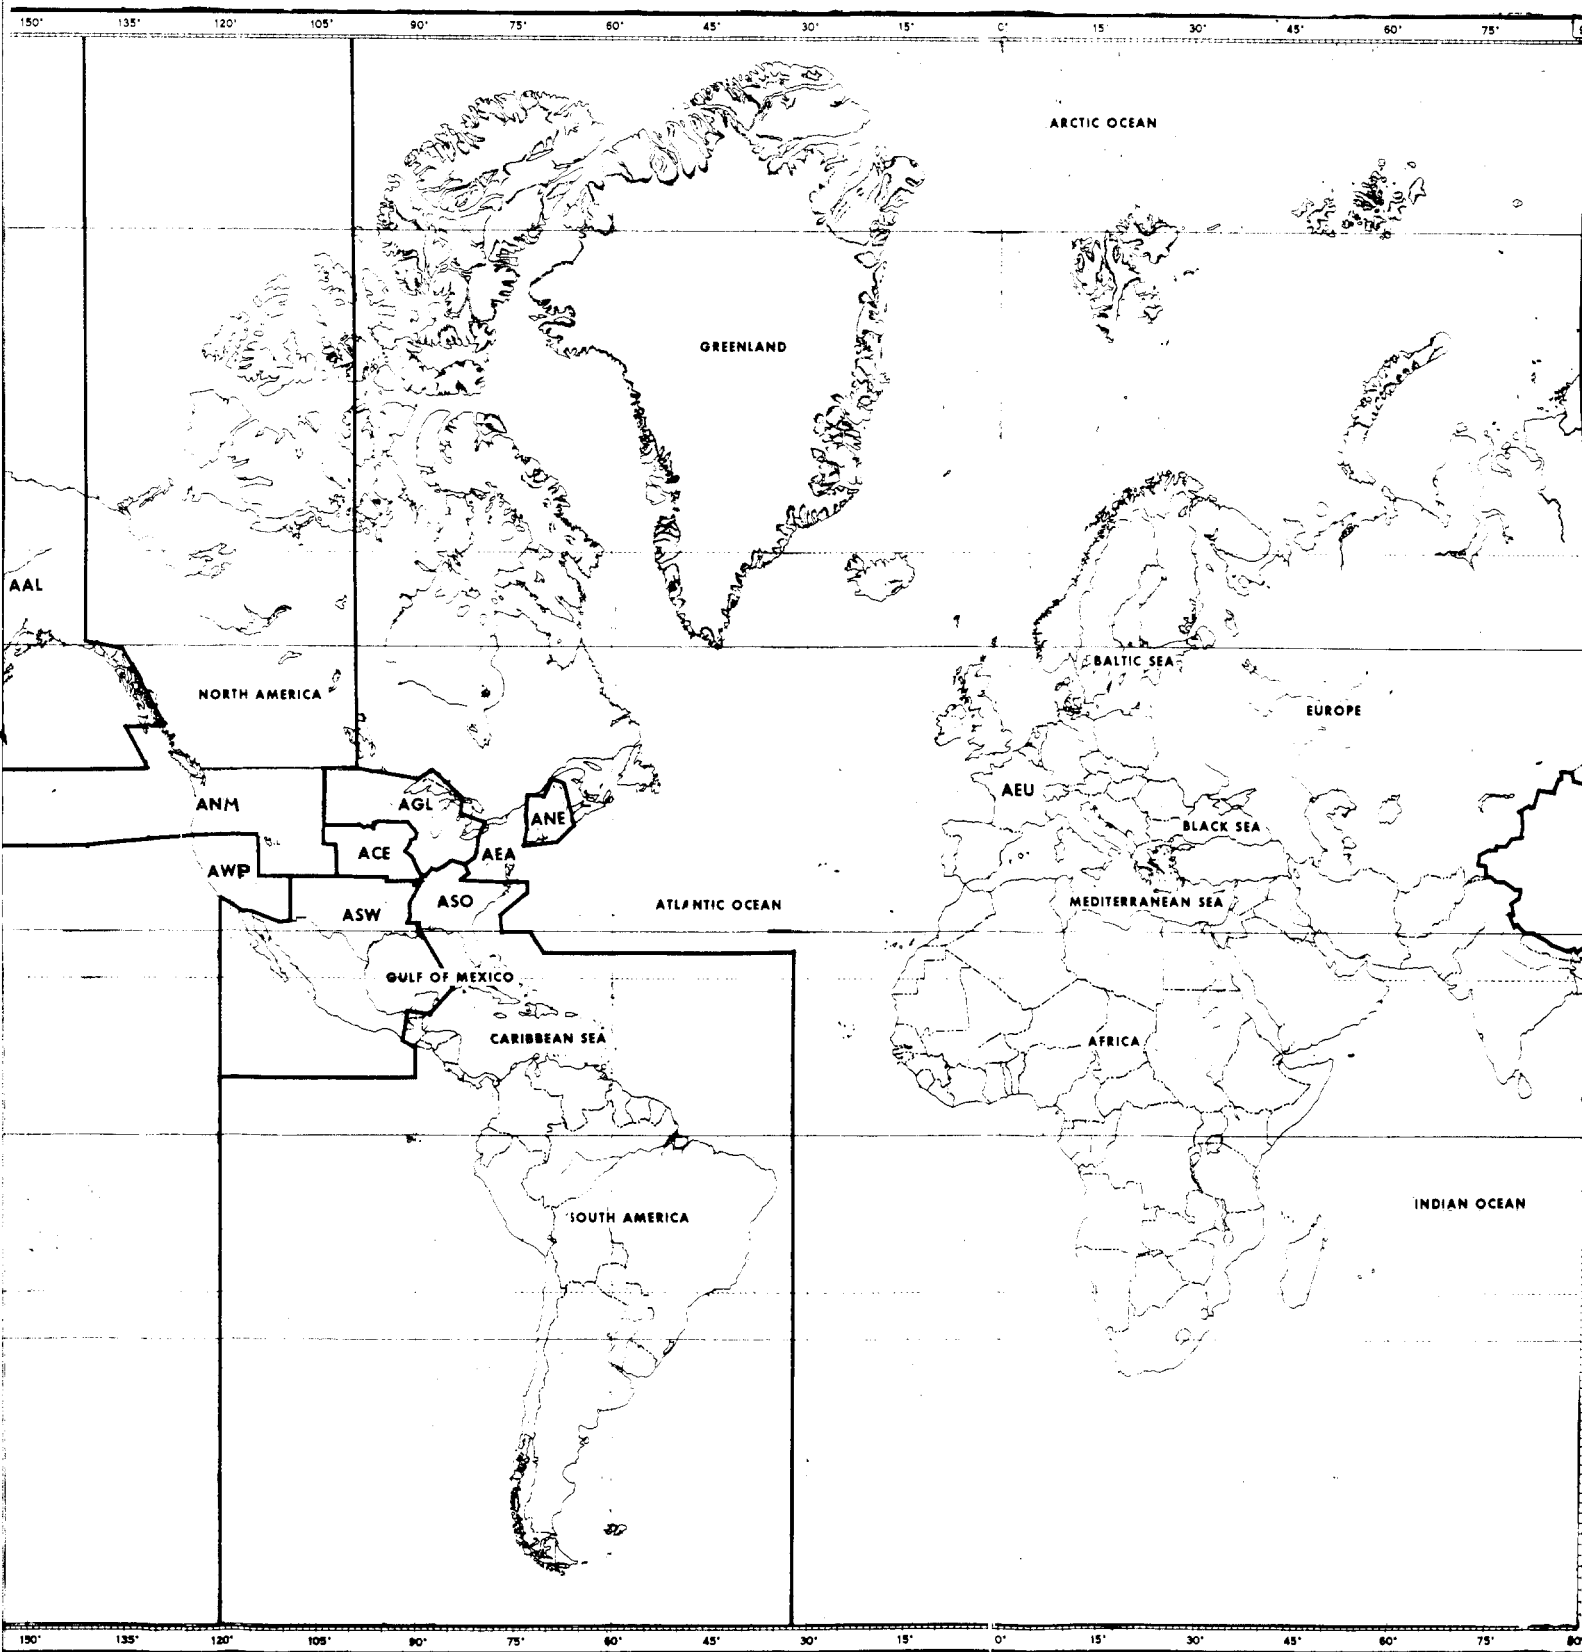 150° 135° 120° 105° 90° 75° 60° 45° 30° 15° 0° 15° 30° 45° 60° 75°
ARCTIC OCEAN
GREENLAND
AAL
BALTIC SEA
NORTH AMERICA
EUROPE
AEU
ANM
AGL
ANE
BLACK SEA
ACE
AEA
AWP
ASO
ATLANTIC OCEAN
MEDITERRANEAN SEA
ASW
GULF OF MEXICO
CARIBBEAN SEA
AFRICA
INDIAN OCEAN
SOUTH AMERICA
150° 135° 120° 105° 90° 75° 60° 45° 30° 15° 0° 15° 30° 45° 60° 75°